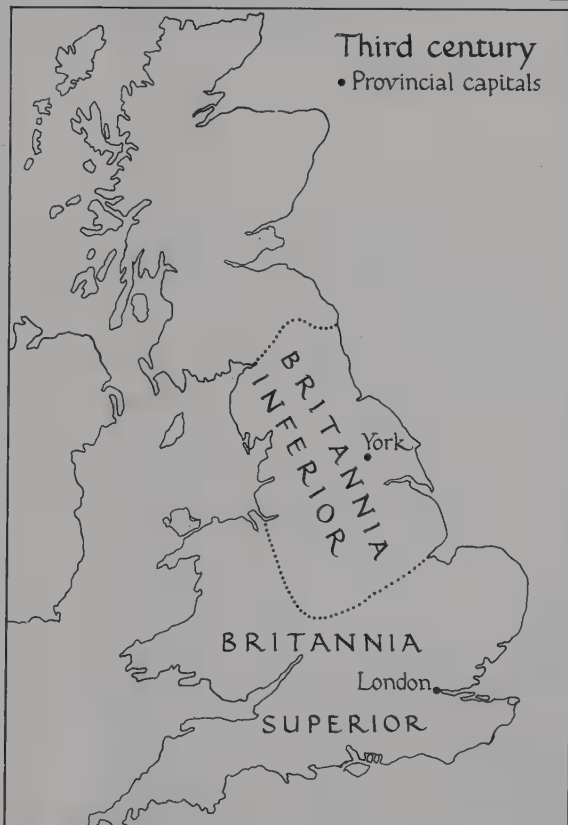 Third century
• Provincial capitals
BRITANNIA
INFERIOR
York
BRITANNIA
London
SUPERIOR